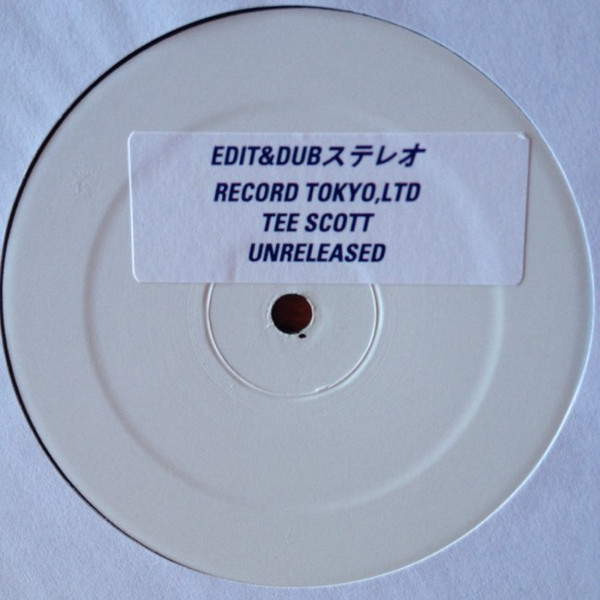 EDIT&DUBステレオ
RECORD TOKYO,LTD
TEE SCOTT
UNRELEASED